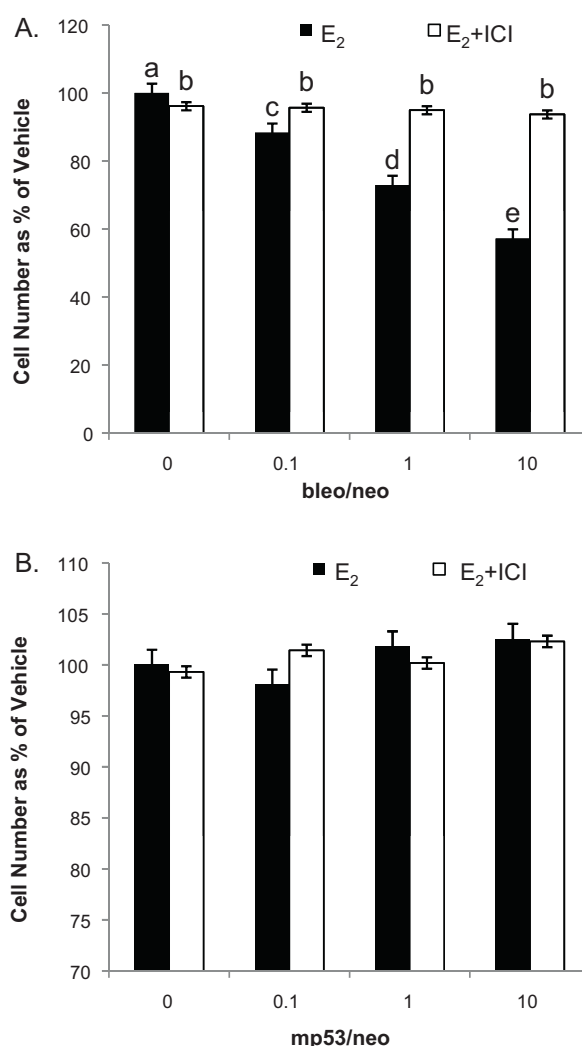 A.
E₂ E₂+ICI
Cell Number as % of Vehicle
120
100
80
60
40
20
0
a b c b d b e b
0 0.1 1 10
bleo/neo
B.
E₂ E₂+ICI
Cell Number as % of Vehicle
110
105
100
95
90
85
80
75
70
0 0.1 1 10
mp53/neo